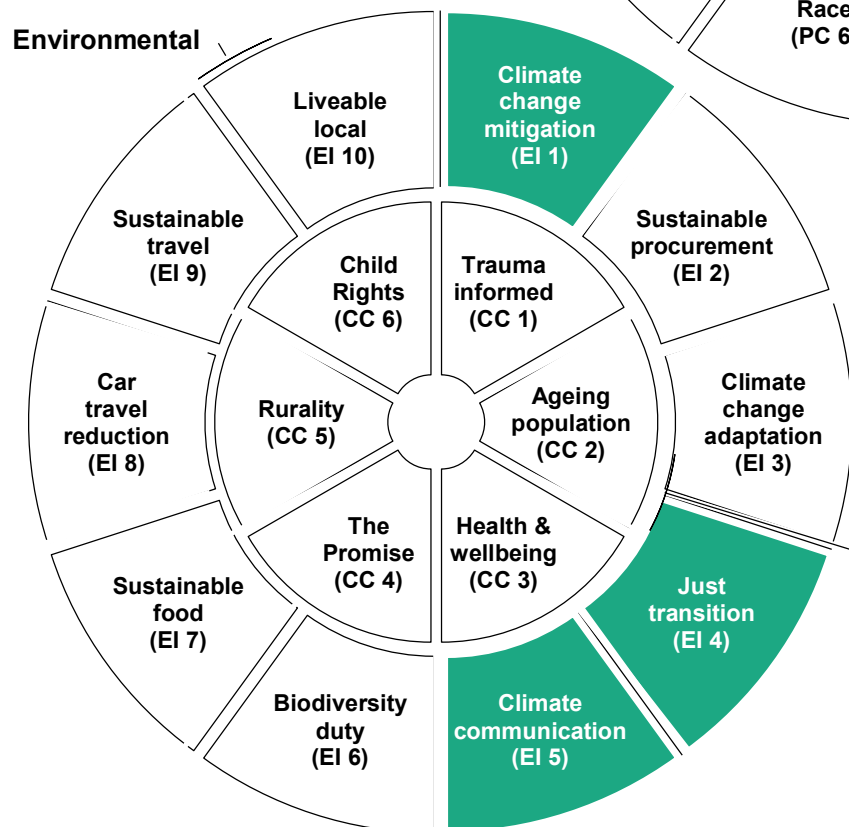 Environmental
Race
(PC 6
Liveable
local
(EI 10)
Climate
change
mitigation
(EI 1)
Sustainable
travel
(EI 9)
Sustainable
procurement
(EI 2)
Child
Rights
(CC 6)
Trauma
informed
(CC 1)
Car
travel
reduction
(EI 8)
Rurality
(CC 5)
Ageing
population
(CC 2)
Climate
change
adaptation
(EI 3)
The
Promise
(CC 4)
Health &
wellbeing
(CC 3)
Sustainable
food
(EI 7)
Just
transition
(EI 4)
Biodiversity
duty
(EI 6)
Climate
communication
(EI 5)